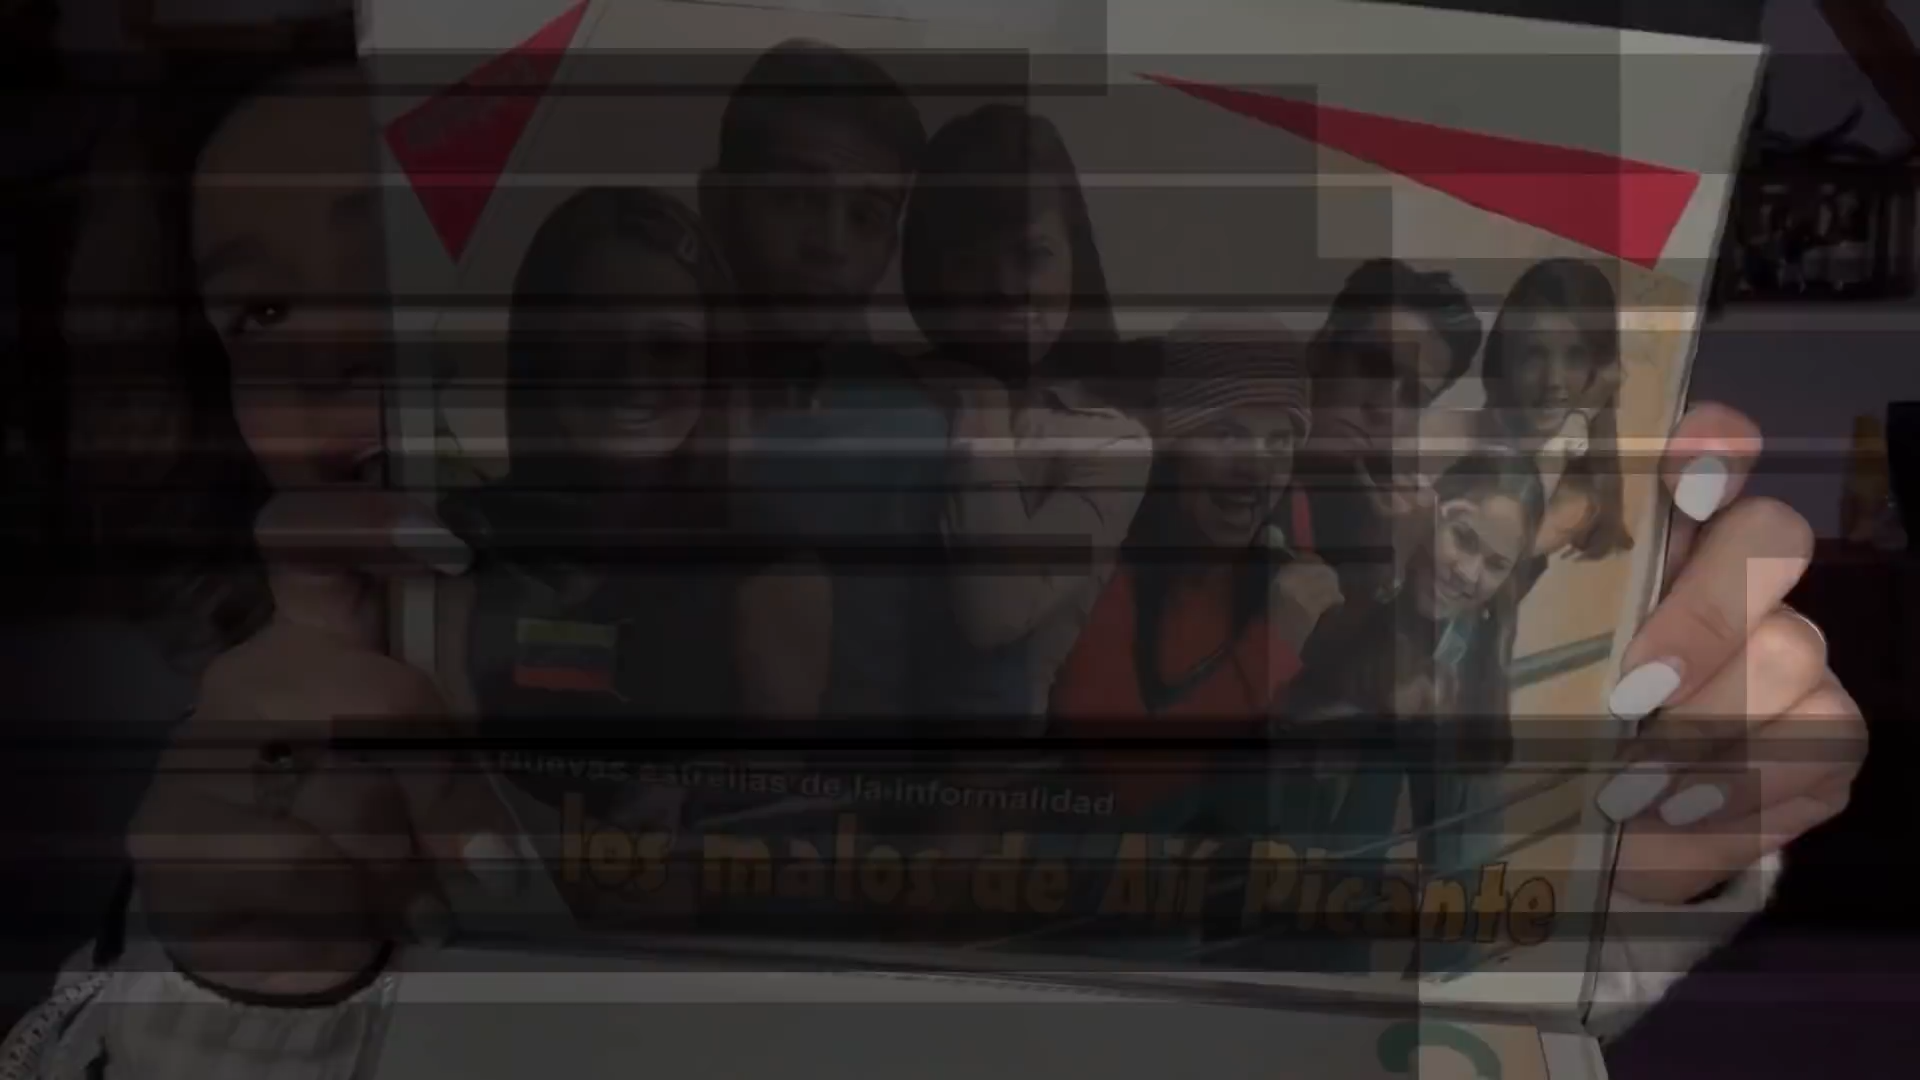 Nuevas estrellas de la informalidad
los malos de Ají Picante